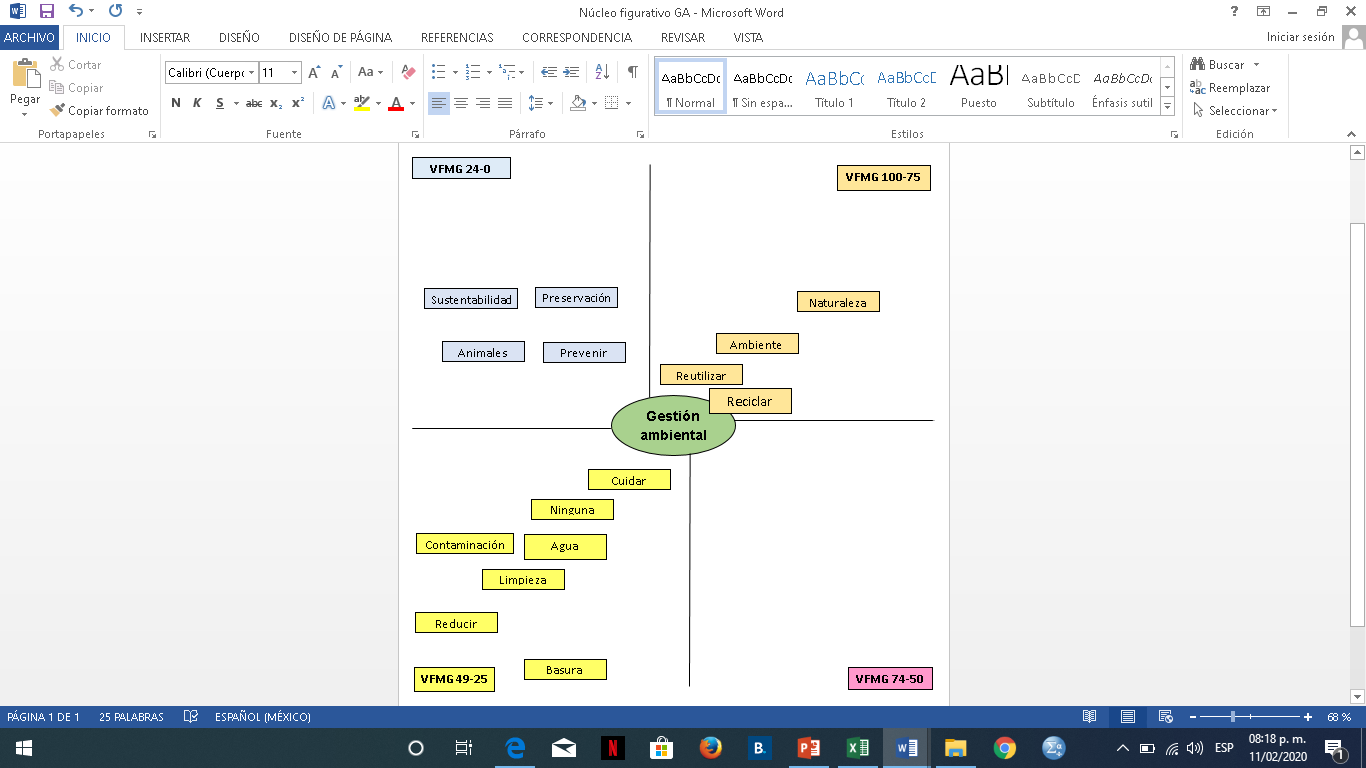 Núcleo figurativo GA - Microsoft Word
ARCHIVO INICIO INSERTAR DISEÑO DISEÑO DE PÁGINA REFERENCIAS CORRESPONDENCIA REVISAR VISTA Iniciar sesión
Pegar
Cortar
Copiar
Copiar formato
Portapapeles
Calibri (Cuerpo 11
N K S abc x₂ x²
Fuente
Párrafo
AaBbCcDc AaBbCcDc AaBbCc AaBbCcD AaBl AaBbCcD AaBbCcDc
¶ Normal ¶ Sin espa... Título 1 Título 2 Puesto Subtítulo Énfasis sutil
Estilos
Buscar
Reemplazar
Seleccionar
Edición
VFMG 24-0
VFMG 100-75
Sustentabilidad
Preservación
Naturaleza
Animales
Prevenir
Ambiente
Reutilizar
Reciclar
Gestión
ambiental
Cuidar
Ninguna
Contaminación
Agua
Limpieza
Reducir
Basura
VFMG 49-25
VFMG 74-50
PÁGINA 1 DE 1 25 PALABRAS ESPAÑOL (MÉXICO) 68 %
ESP
08:18 p. m.
11/02/2020